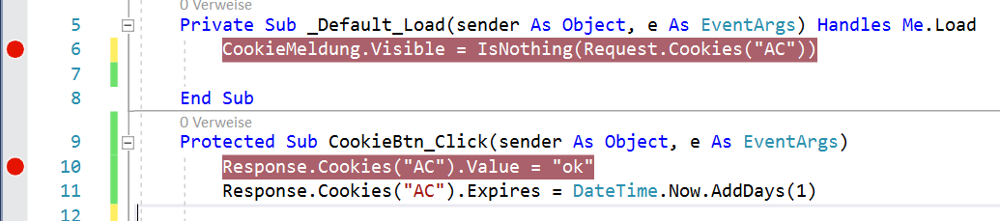 0 Verweise
5 Private Sub _Default_Load(sender As Object, e As EventArgs) Handles Me.Load
6 CookieMeldung.Visible = IsNothing(Request.Cookies("AC"))
7
8 End Sub
0 Verweise
9 Protected Sub CookieBtn_Click(sender As Object, e As EventArgs)
10 Response.Cookies("AC").Value = "ok"
11 Response.Cookies("AC").Expires = DateTime.Now.AddDays(1)
12